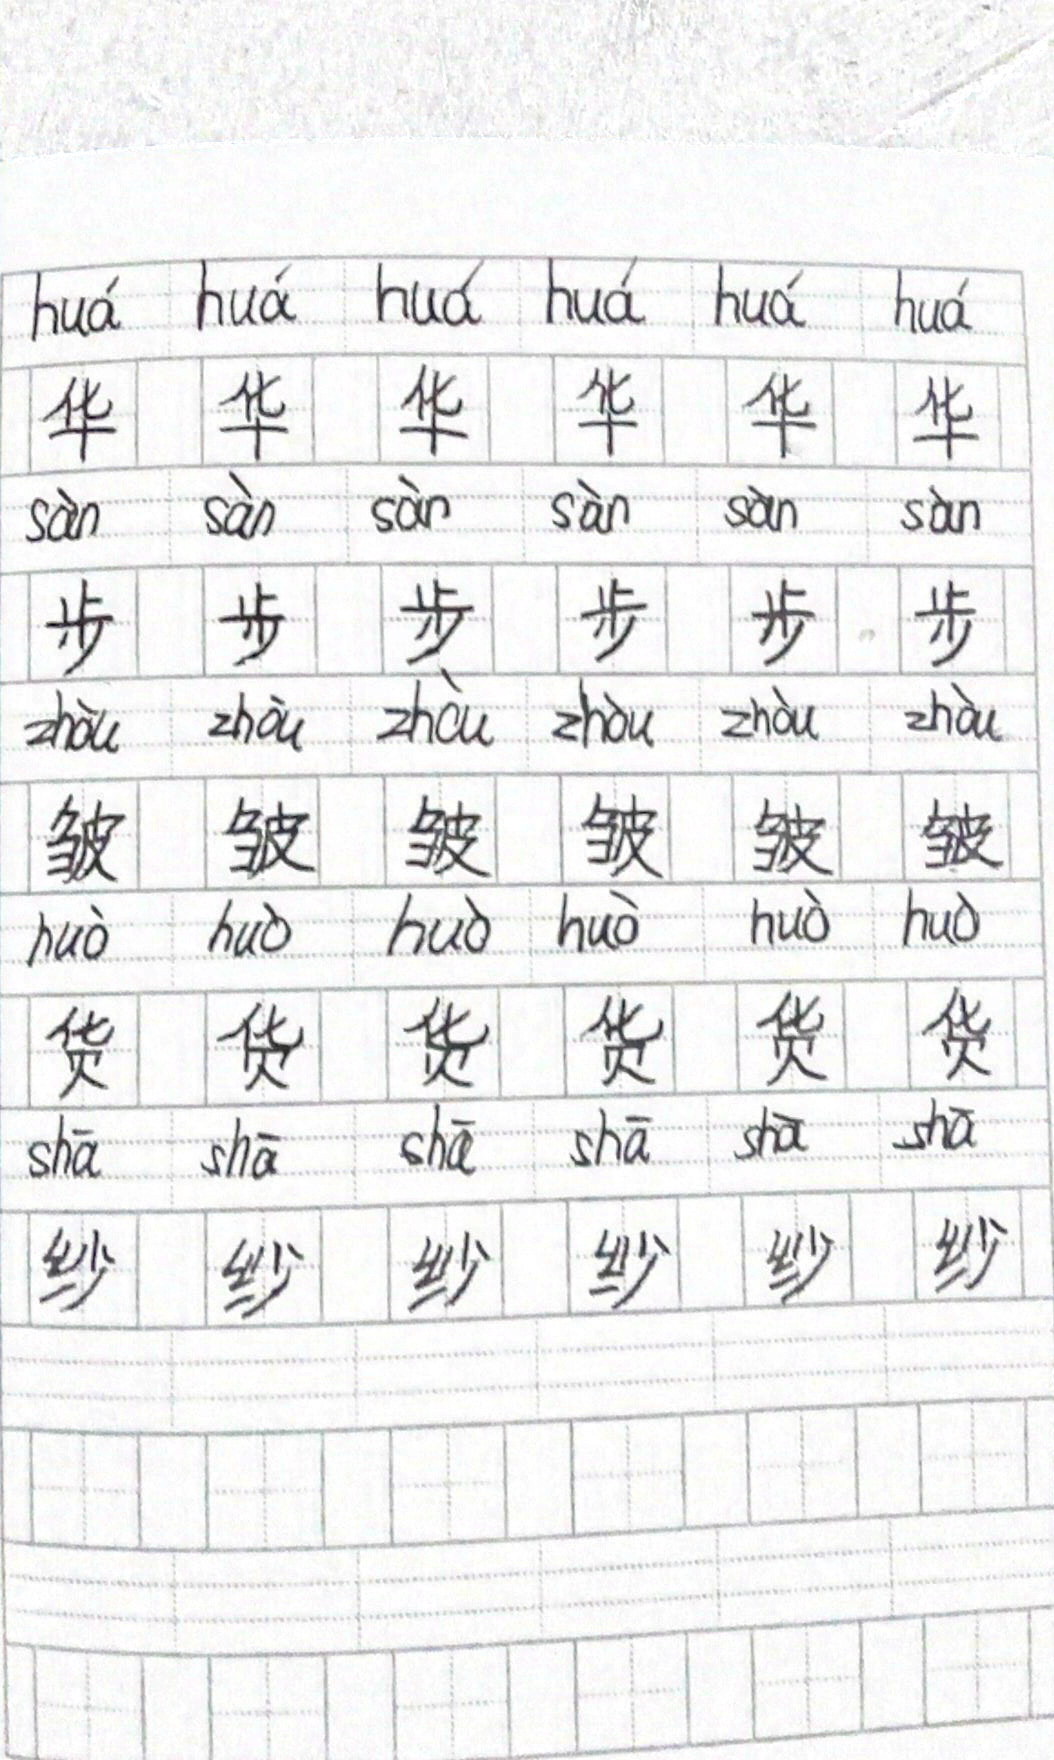 huá huá huá huá huá huá
华 华 华 华 华 华
sàn sàn sàn sàn sàn sàn
步 步 步 步 步 步
zhòu zhòu zhòu zhòu zhòu zhòu
皱 皱 皱 皱 皱 皱
huò huò huò huò huò huò
货 货 货 货 货 货
shā shā shā shā shā shā
纱 纱 纱 纱 纱 纱